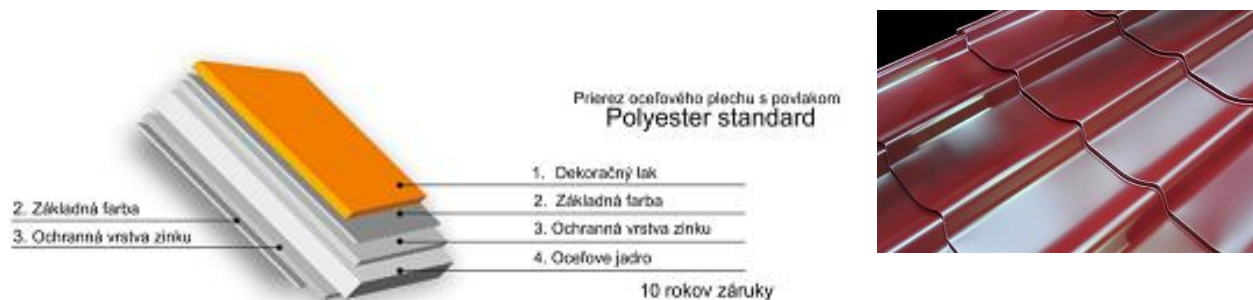 Prierez oceľového plechu s povlakom
Polyester standard
1. Dekoračný lak
2. Základná farba
3. Ochranná vrstva zinku
4. Oceľove jadro
2. Základná farba
3. Ochranná vrstva zinku
10 rokov záruky